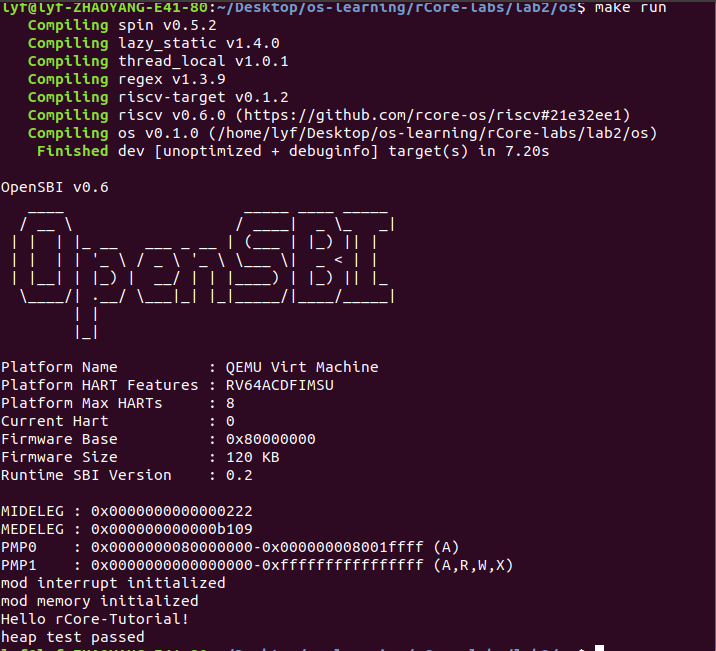 lyf@lyf-ZHAOYANG-E41-80:~/Desktop/os-learning/rCore-labs/lab2/os$ make run
   Compiling spin v0.5.2
   Compiling lazy_static v1.4.0
   Compiling thread_local v1.0.1
   Compiling regex v1.3.9
   Compiling riscv-target v0.1.2
   Compiling riscv v0.6.0 (https://github.com/rcore-os/riscv#21e32ee1)
   Compiling os v0.1.0 (/home/lyf/Desktop/os-learning/rCore-labs/lab2/os)
    Finished dev [unoptimized + debuginfo] target(s) in 7.20s
OpenSBI v0.6
OpenSBI
Platform Name            : QEMU Virt Machine
Platform HART Features : RV64ACDFIMSU
Platform Max HARTs     : 8
Current Hart           : 0
Firmware Base          : 0x80000000
Firmware Size          : 120 KB
Runtime SBI Version    : 0.2
MIDELEG : 0x0000000000000222
MEDELEG : 0x000000000000b109
PMP0    : 0x0000000080000000-0x000000008001ffff (A)
PMP1    : 0x0000000000000000-0xffffffffffffffff (A,R,W,X)
mod interrupt initialized
mod memory initialized
Hello rCore-Tutorial!
heap test passed